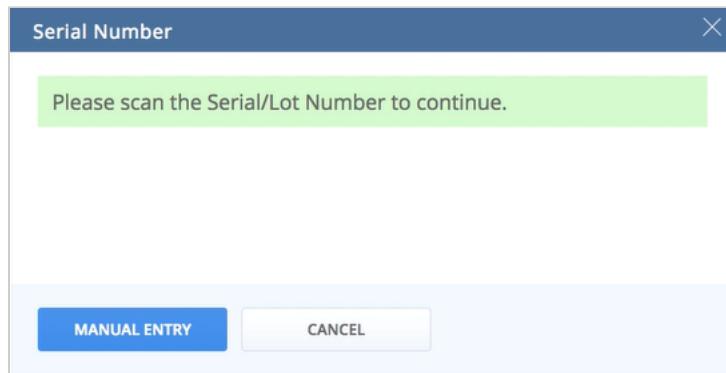 Serial Number
Please scan the Serial/Lot Number to continue.
MANUAL ENTRY
CANCEL